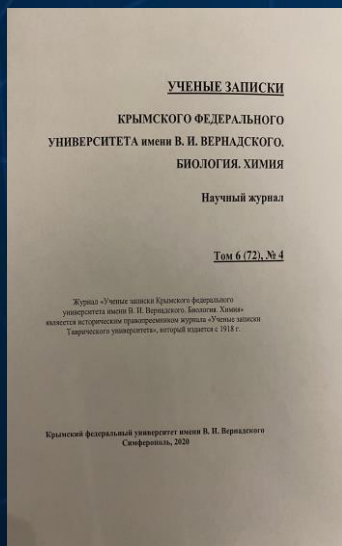 УЧЕНЫЕ ЗАПИСКИ
КРЫМСКОГО ФЕДЕРАЛЬНОГО
УНИВЕРСИТЕТА имени В. И. ВЕРНАДСКОГО.
БИОЛОГИЯ. ХИМИЯ
Научный журнал
Том 6 (72), № 4
Журнал «Ученые записки Крымского федерального
университета имени В. И. Вернадского. Биология. Химия»
является историческим правопреемником журнала «Ученые записки
Таврического университета», который издается с 1918 г.
Крымский федеральный университет имени В. И. Вернадского
Симферополь, 2020